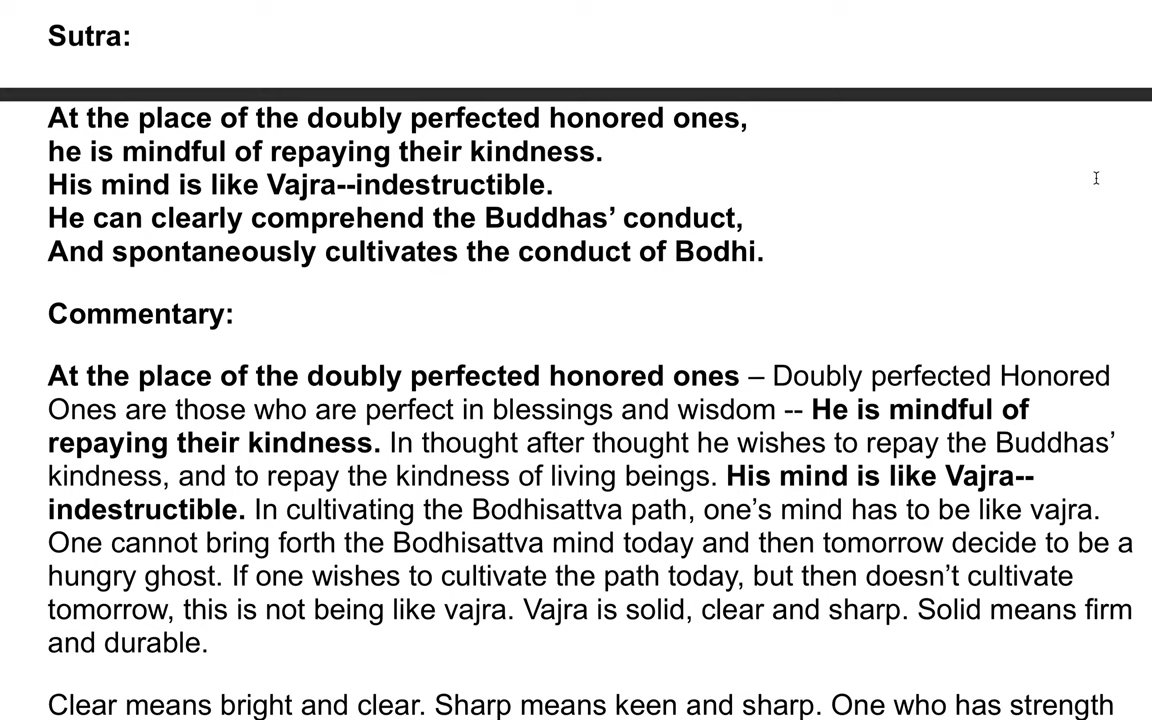 Sutra:
At the place of the doubly perfected honored ones,
he is mindful of repaying their kindness.
His mind is like Vajra--indestructible.
He can clearly comprehend the Buddhas’ conduct,
And spontaneously cultivates the conduct of Bodhi.
Commentary:
At the place of the doubly perfected honored ones – Doubly perfected Honored
Ones are those who are perfect in blessings and wisdom -- He is mindful of
repaying their kindness. In thought after thought he wishes to repay the Buddhas’
kindness, and to repay the kindness of living beings. His mind is like Vajra--
indestructible. In cultivating the Bodhisattva path, one’s mind has to be like vajra.
One cannot bring forth the Bodhisattva mind today and then tomorrow decide to be a
hungry ghost. If one wishes to cultivate the path today, but then doesn’t cultivate
tomorrow, this is not being like vajra. Vajra is solid, clear and sharp. Solid means firm
and durable.
Clear means bright and clear. Sharp means keen and sharp. One who has strength